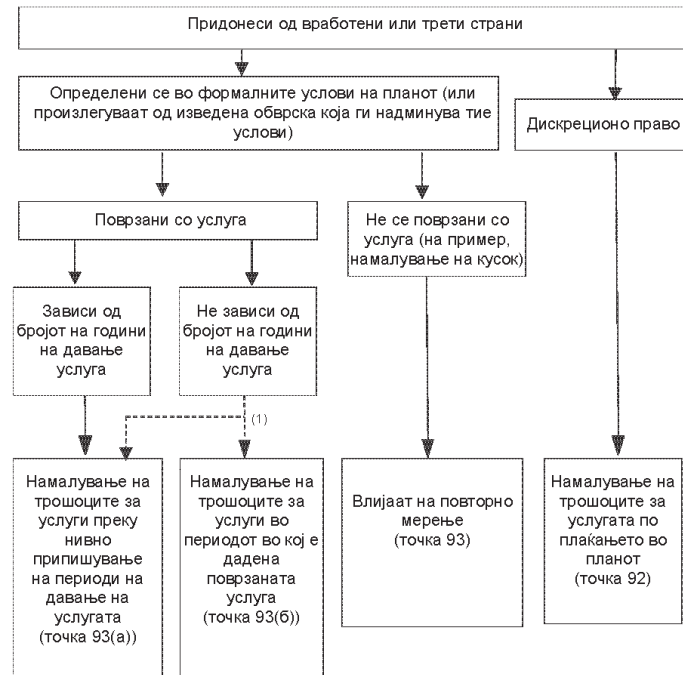 Придонеси од вработени или трети страни
Определени се во формалните услови на планот (или
произлегуваат од изведена обврска која ги надминува тие
услови)
Дискреционо право
Поврзани со услуга
Не се поврзани со
услуга (на пример,
намалување на кусок)
Зависи од
бројот на години
на давање
услуга
Не зависи од
бројот на години
на давање
услуга
(1)
Намалување на
трошоците за
услуги преку
нивно
припишување
на периоди на
давање на
услугата
(точка 93(а))
Намалување на
трошоците за
услуги во
периодот во кој е
дадена
поврзаната
услуга
(точка 93(б))
Влијаат на повторно
мерење
(точка 93)
Намалување на
трошоците за
услугата по
плаќањето во
планот
(точка 92)